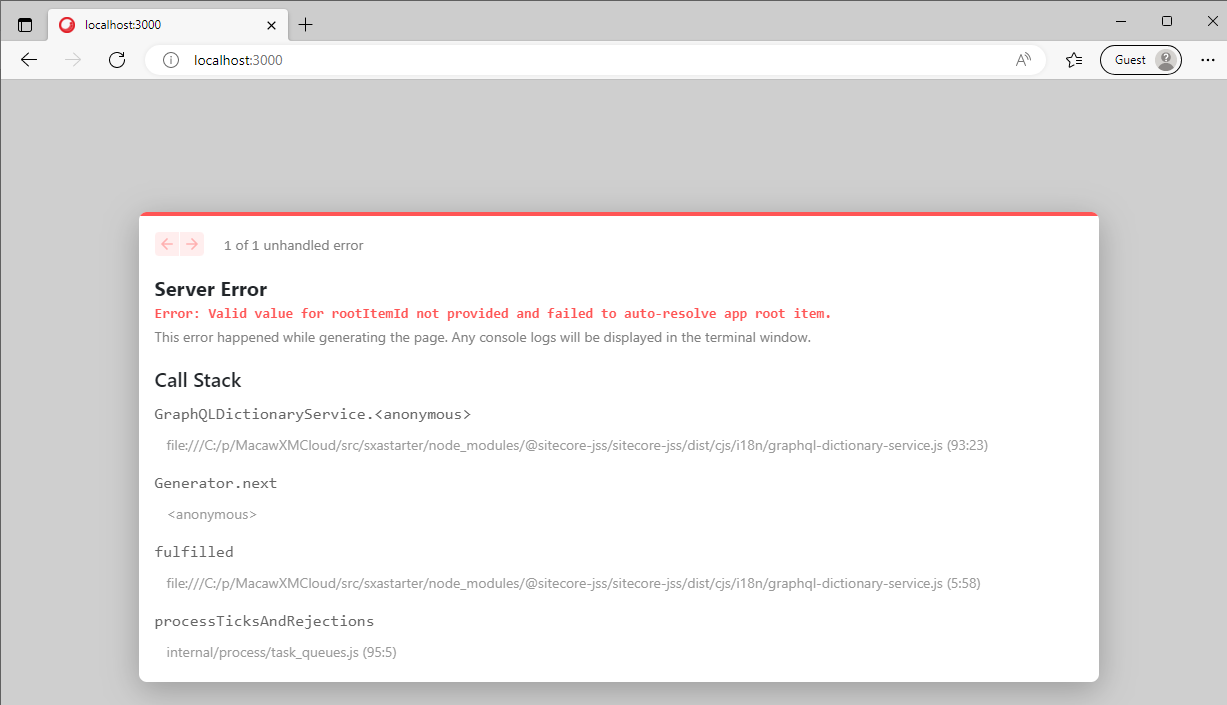 localhost:3000
localhost:3000
Guest
1 of 1 unhandled error
Server Error
Error: Valid value for rootItemId not provided and failed to auto-resolve app root item.
This error happened while generating the page. Any console logs will be displayed in the terminal window.
Call Stack
GraphQLDictionaryService.<anonymous>
file:///C:/p/MacawXMCloud/src/sxastarter/node_modules/@sitecore-jss/sitecore-jss/dist/cjs/i18n/graphql-dictionary-service.js (93:23)
Generator.next
<anonymous>
fulfilled
file:///C:/p/MacawXMCloud/src/sxastarter/node_modules/@sitecore-jss/sitecore-jss/dist/cjs/i18n/graphql-dictionary-service.js (5:58)
processTicksAndRejections
internal/process/task_queues.js (95:5)